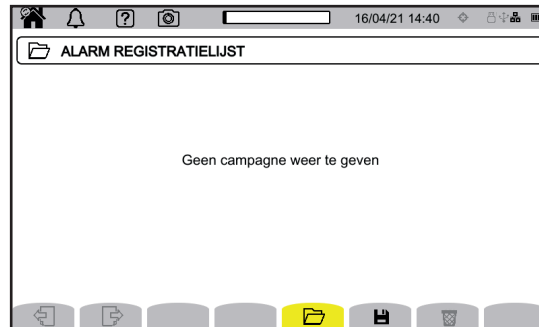 16/04/21 14:40
ALARM REGISTRATIELIJST
Geen campagne weer te geven